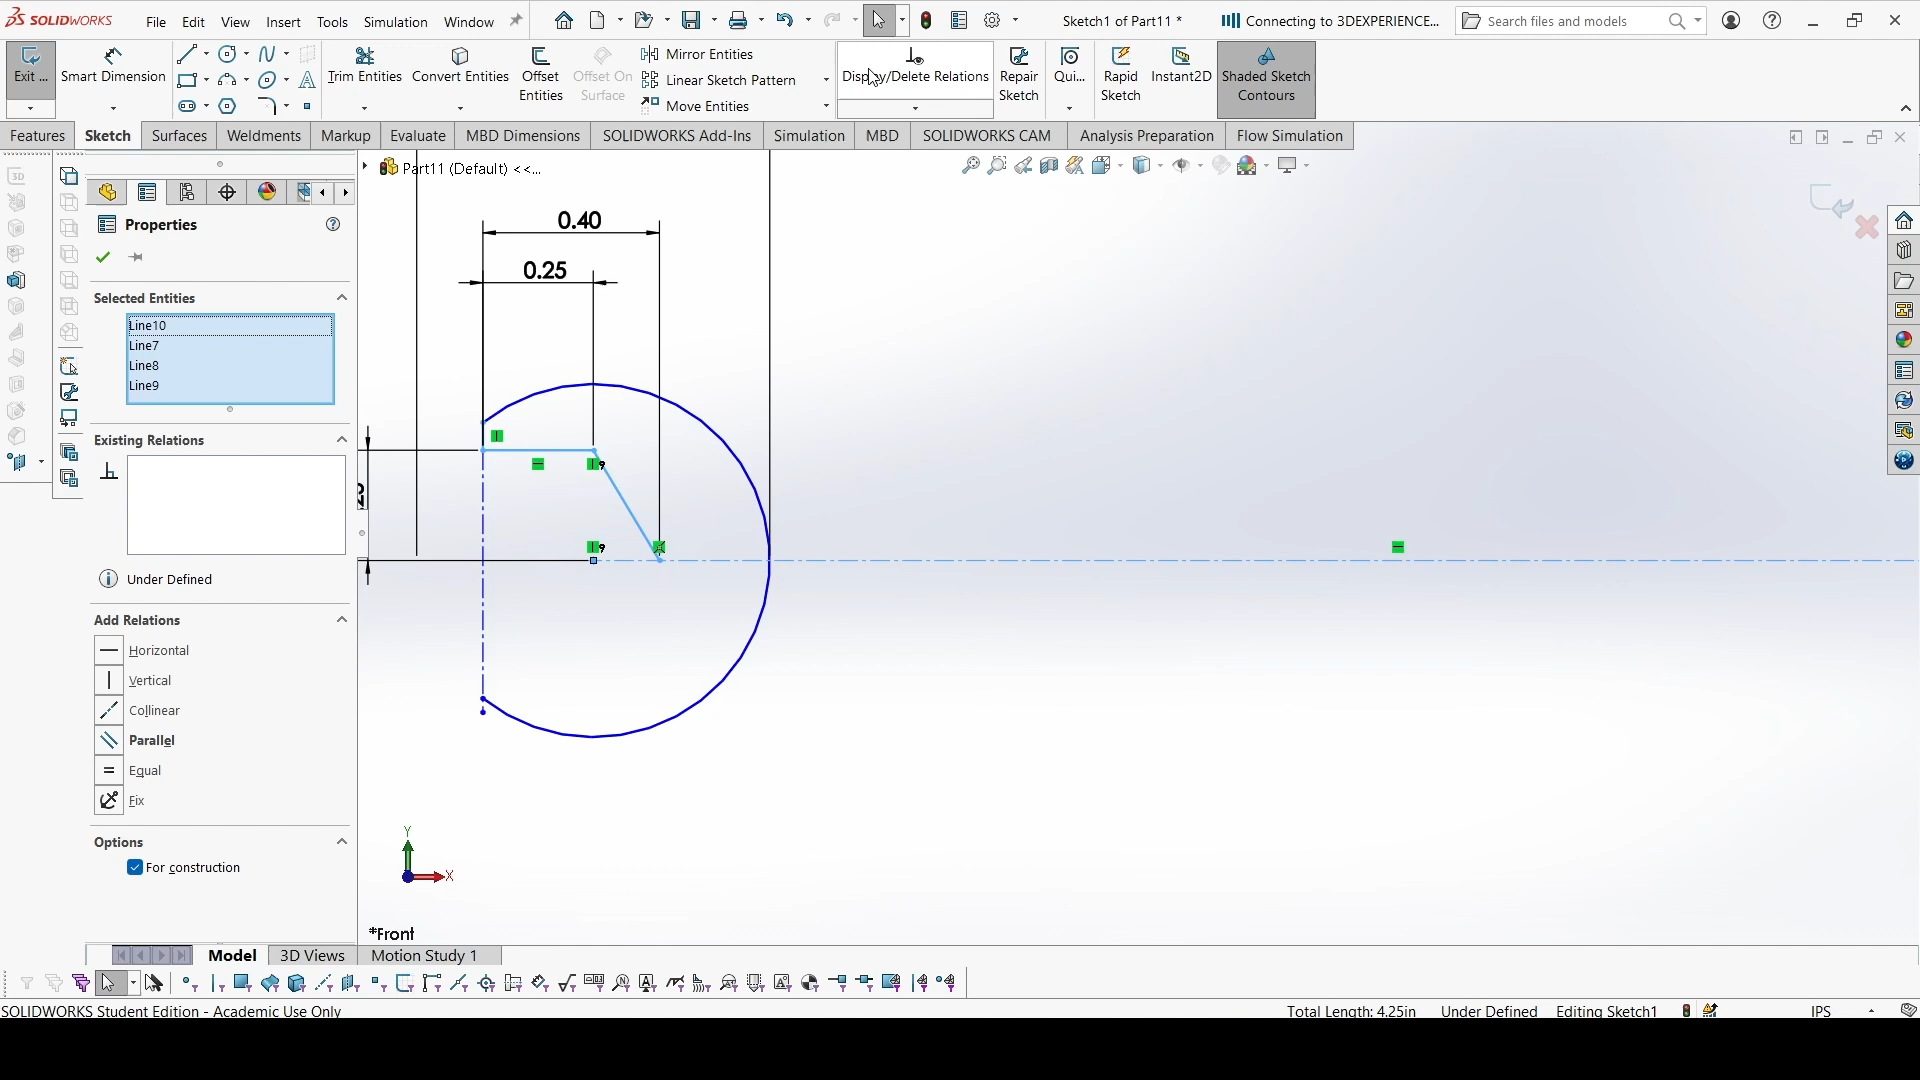 SOLIDWORKS
File Edit View Insert Tools Simulation Window
Sketch1 of Part11 *
Connecting to 3DEXPERIENCE...
Search files and models
Exit ...
Smart Dimension
Trim Entities
Convert Entities
Offset Entities
Offset On Surface
Mirror Entities
Linear Sketch Pattern
Move Entities
Display/Delete Relations
Repair Sketch
Qui...
Rapid Sketch
Instant2D
Shaded Sketch Contours
Features Sketch Surfaces Weldments Markup Evaluate MBD Dimensions SOLIDWORKS Add-Ins Simulation MBD SOLIDWORKS CAM Analysis Preparation Flow Simulation
Part11 (Default) <<...
Properties
Selected Entities
Line10
Line7
Line8
Line9
Existing Relations
Under Defined
Add Relations
Horizontal
Vertical
Collinear
Parallel
Equal
Fix
Options
For construction
0.40
0.25
9
9
Y
X
*Front
Model 3D Views Motion Study 1
SOLIDWORKS Student Edition - Academic Use Only
Total Length: 4.25in Under Defined Editing Sketch1 IPS